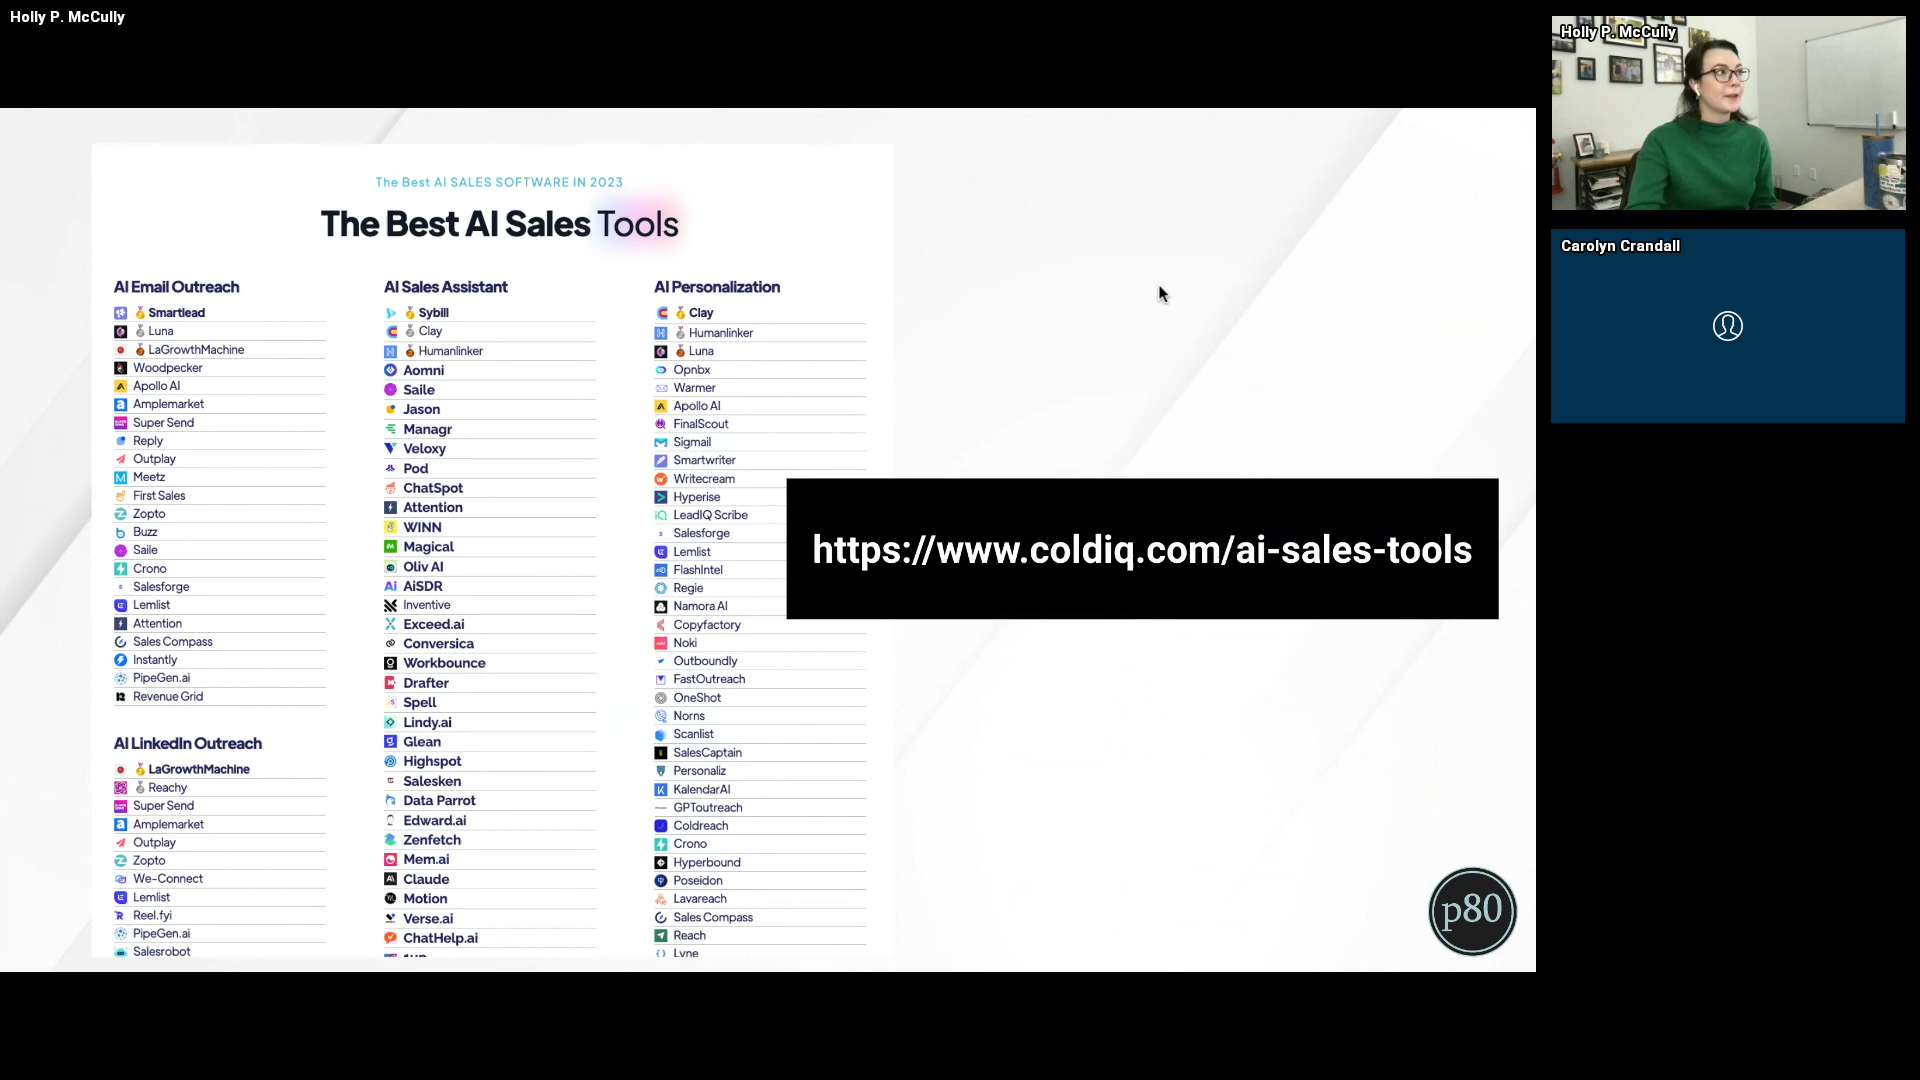 Holly P. McCully
The Best AI SALES SOFTWARE IN 2023
The Best AI Sales Tools
AI Email Outreach
Smartlead
Luna
LaGrowthMachine
Woodpecker
Apollo AI
Amplemarket
Super Send
Reply
Outplay
Meetz
First Sales
Zopto
Buzz
Saile
Crono
Salesforge
Lemlist
Attention
Sales Compass
Instantly
PipeGen.ai
Revenue Grid
AI LinkedIn Outreach
LaGrowthMachine
Reachy
Super Send
Amplemarket
Outplay
Zopto
We-Connect
Lemlist
Reel.fyi
PipeGen.ai
Salesrobot
AI Sales Assistant
Sybill
Clay
Humanlinker
Aomni
Saile
Jason
Managr
Veloxy
Pod
ChatSpot
Attention
WINN
Magical
Oliv AI
AiSDR
Inventive
Exceed.ai
Conversica
Workbounce
Drafter
Spell
Lindy.ai
Glean
Highspot
Salesken
Data Parrot
Edward.ai
Zenfetch
Mem.ai
Claude
Motion
Verse.ai
ChatHelp.ai
AI Personalization
Clay
Humanlinker
Luna
Opnbx
Warmer
Apollo AI
FinalScout
Sigmail
Smartwriter
Writecream
Hyperise
LeadIQ Scribe
Salesforge
Lemlist
FlashIntel
Regie
Namora AI
Copyfactory
Noki
Outboundly
FastOutreach
OneShot
Norns
Scanlist
SalesCaptain
Personaliz
KalendarAI
GPToutreach
Coldreach
Crono
Hyperbound
Poseidon
Lavareach
Sales Compass
Reach
Lyne
https://www.coldiq.com/ai-sales-tools
p80
Holly P. McCully
Carolyn Crandall